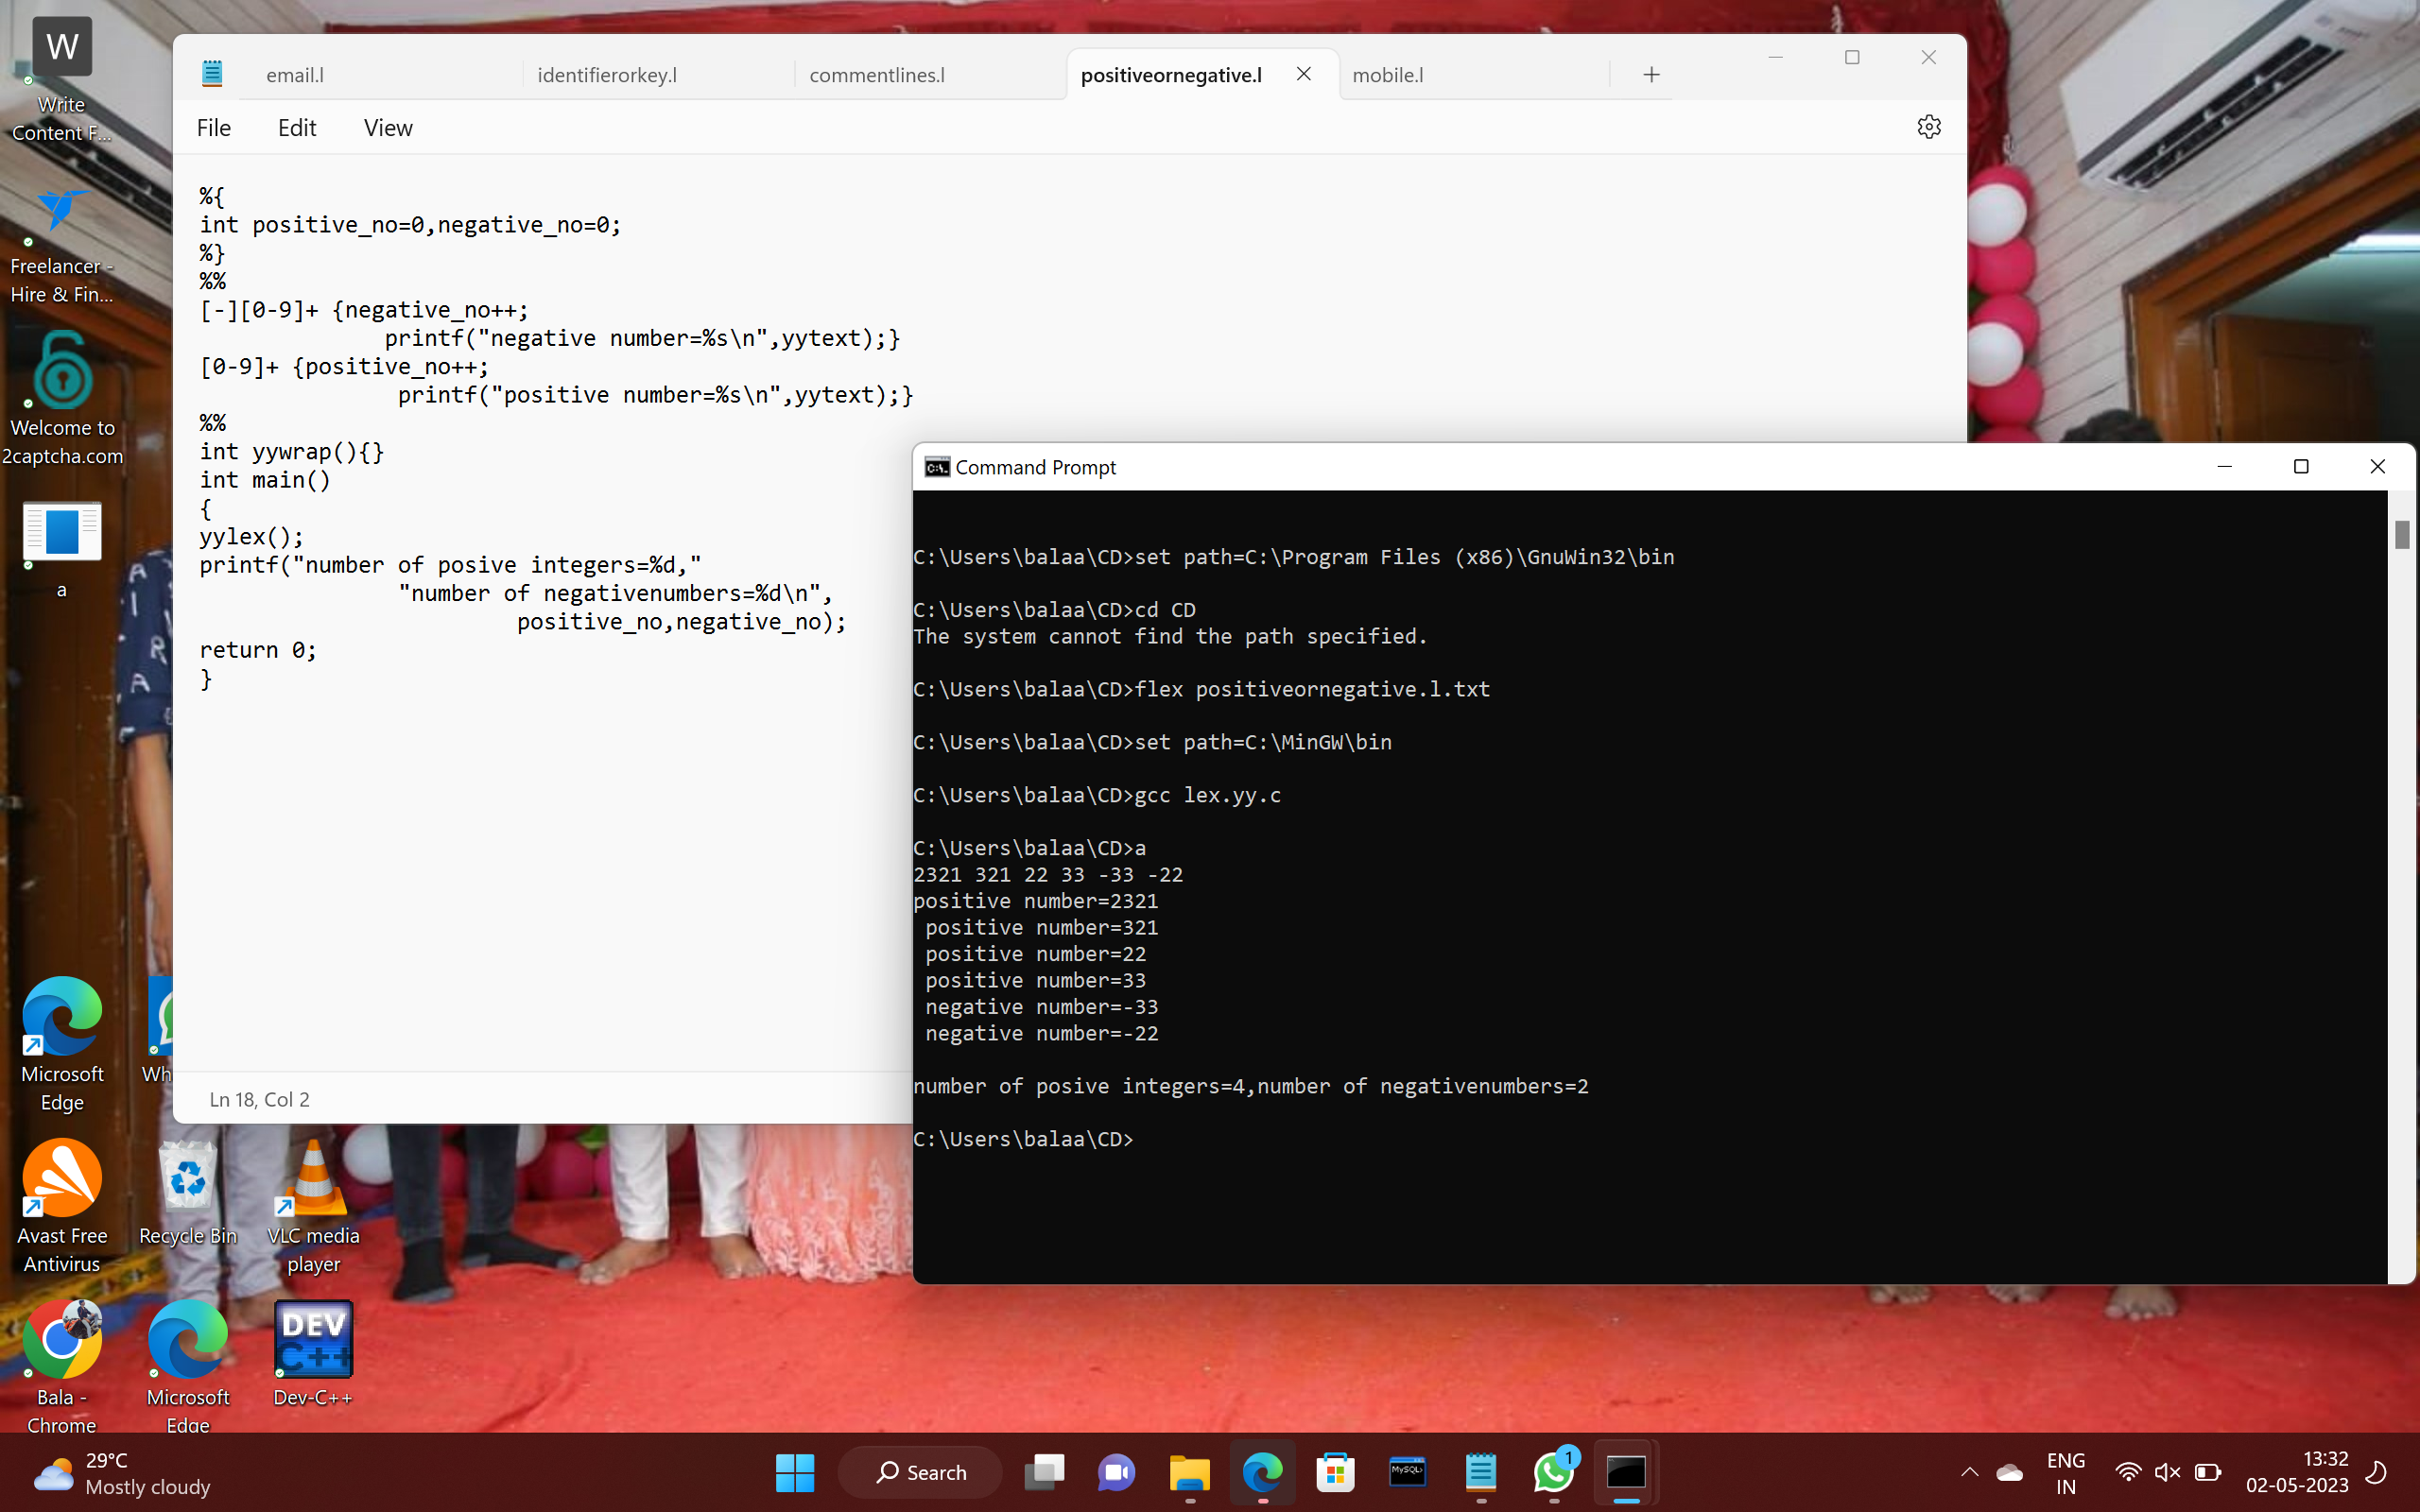 W
Write
Content F...
Freelancer -
Hire & Fin...
Welcome to
2captcha.com
a
Microsoft
Edge
Wh
Avast Free
Antivirus
Recycle Bin
VLC media
player
Bala -
Chrome
Microsoft
Edge
DEV
C++
Dev-C++
email.l
identifierorkey.l
commentlines.l
positiveornegative.l
mobile.l
File
Edit
View
%{
int positive_no=0,negative_no=0;
%}
%%
[-][0-9]+ {negative_no++;
printf("negative number=%s\n",yytext);}
[0-9]+ {positive_no++;
printf("positive number=%s\n",yytext);}
%%
int yywrap(){}
int main()
{
yylex();
printf("number of posive integers=%d,"
"number of negativenumbers=%d\n",
positive_no,negative_no);
return 0;
}
Ln 18, Col 2
C:\. Command Prompt
C:\Users\balaa\CD>set path=C:\Program Files (x86)\GnuWin32\bin
C:\Users\balaa\CD>cd CD
The system cannot find the path specified.
C:\Users\balaa\CD>flex positiveornegative.l.txt
C:\Users\balaa\CD>set path=C:\MinGW\bin
C:\Users\balaa\CD>gcc lex.yy.c
C:\Users\balaa\CD>a
2321 321 22 33 -33 -22
positive number=2321
positive number=321
positive number=22
positive number=33
negative number=-33
negative number=-22
number of posive integers=4,number of negativenumbers=2
C:\Users\balaa\CD>
29°C
Mostly cloudy
Search
MySQL>
1
ENG
IN
13:32
02-05-2023